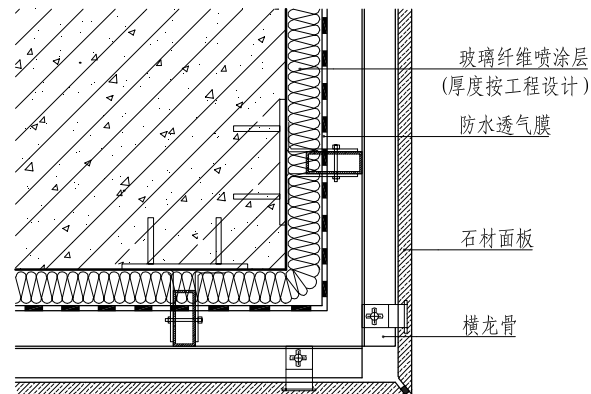 玻璃纤维喷涂层
(厚度按工程设计)
防水透气膜
石材面板
横龙骨